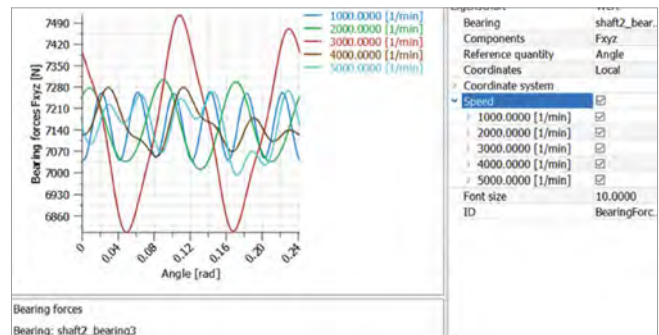 7490
7420
7350
7280
7210
7140
7070
7000
6930
6860
Bearing forces Fxyz [N]
0
0.04
0.08
0.12
0.16
0.20
0.24
Angle [rad]
1000.0000 [1/min]
2000.0000 [1/min]
3000.0000 [1/min]
4000.0000 [1/min]
5000.0000 [1/min]
Bearing forces
Bearing: shaft2_bearing3
Bearing shaft2_bear..
Components Fxyz
Reference quantity Angle
Coordinates Local
Coordinate system
Speed
1000.0000 [1/min]
2000.0000 [1/min]
3000.0000 [1/min]
4000.0000 [1/min]
5000.0000 [1/min]
Font size 10.0000
ID BearingForc..